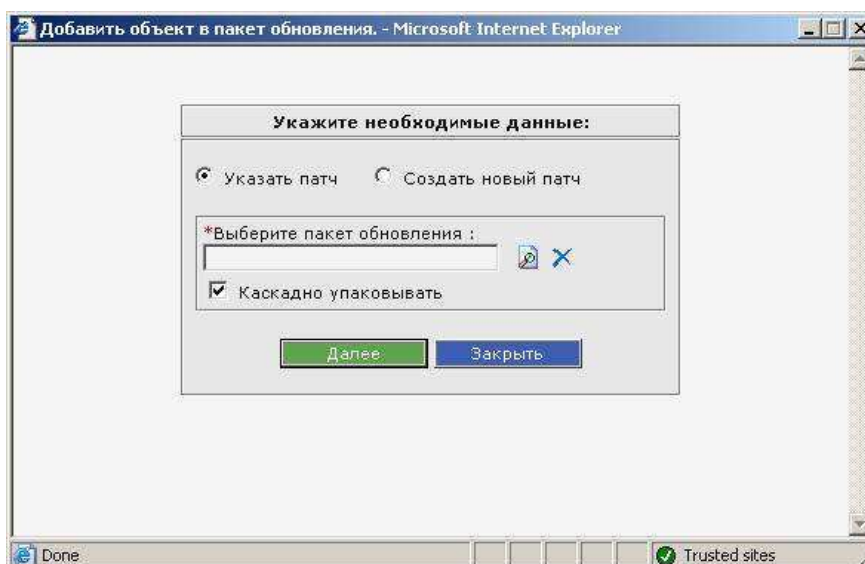 Добавить объект в пакет обновления. - Microsoft Internet Explorer
Укажите необходимые данные:
Указать патч Создать новый патч
*Выберите пакет обновления :
Каскадно упаковывать
Далее Закрыть
Done Trusted sites